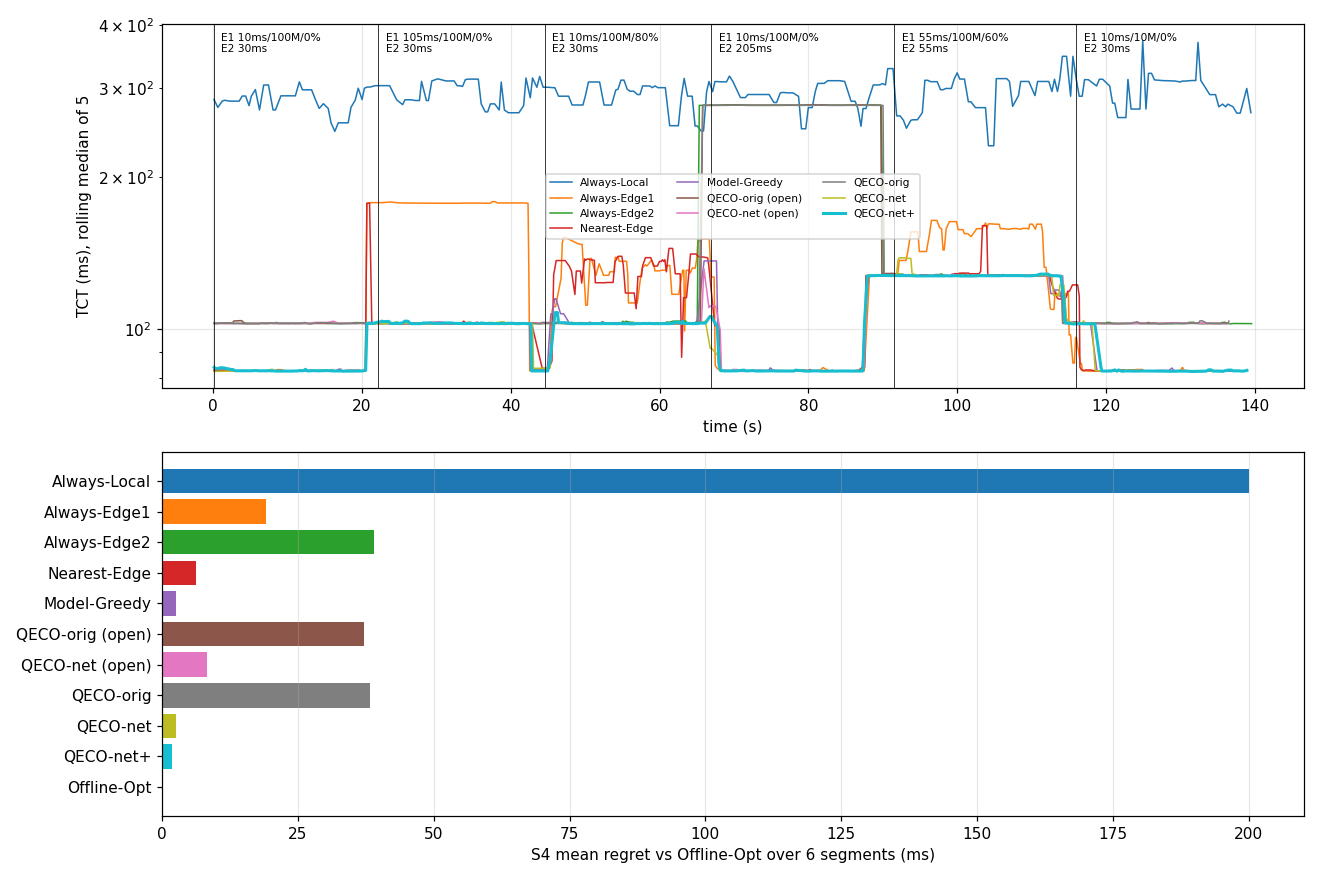 4 × 10²
3 × 10²
2 × 10²
10²
TCT (ms), rolling median of 5
E1 10ms/100M/0%
E2 30ms
E1 105ms/100M/0%
E2 30ms
E1 10ms/100M/80%
E2 30ms
E1 10ms/100M/0%
E2 205ms
E1 55ms/100M/60%
E2 55ms
E1 10ms/10M/0%
E2 30ms
Always-Local
Always-Edge1
Always-Edge2
Nearest-Edge
Model-Greedy
QECO-orig (open)
QECO-net (open)
QECO-orig
QECO-net
QECO-net+
0 20 40 60 80 100 120 140
time (s)
Always-Local
Always-Edge1
Always-Edge2
Nearest-Edge
Model-Greedy
QECO-orig (open)
QECO-net (open)
QECO-orig
QECO-net
QECO-net+
Offline-Opt
0 25 50 75 100 125 150 175 200
S4 mean regret vs Offline-Opt over 6 segments (ms)